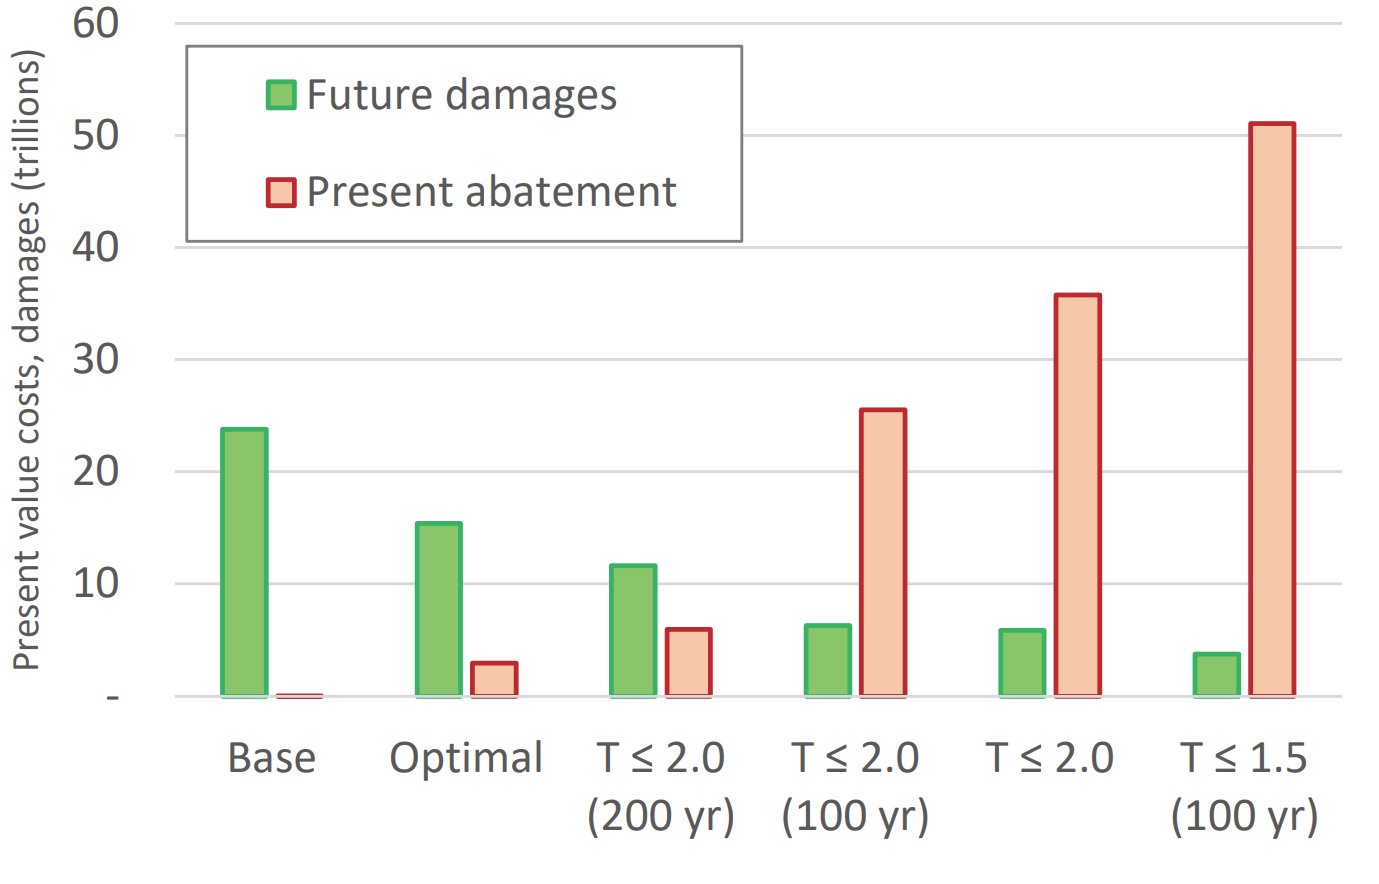 Present value costs, damages (trillions)
60
50
40
30
20
10
-
Future damages
Present abatement
Base
Optimal
T ≤ 2.0
(200 yr)
T ≤ 2.0
(100 yr)
T ≤ 2.0
T ≤ 1.5
(100 yr)